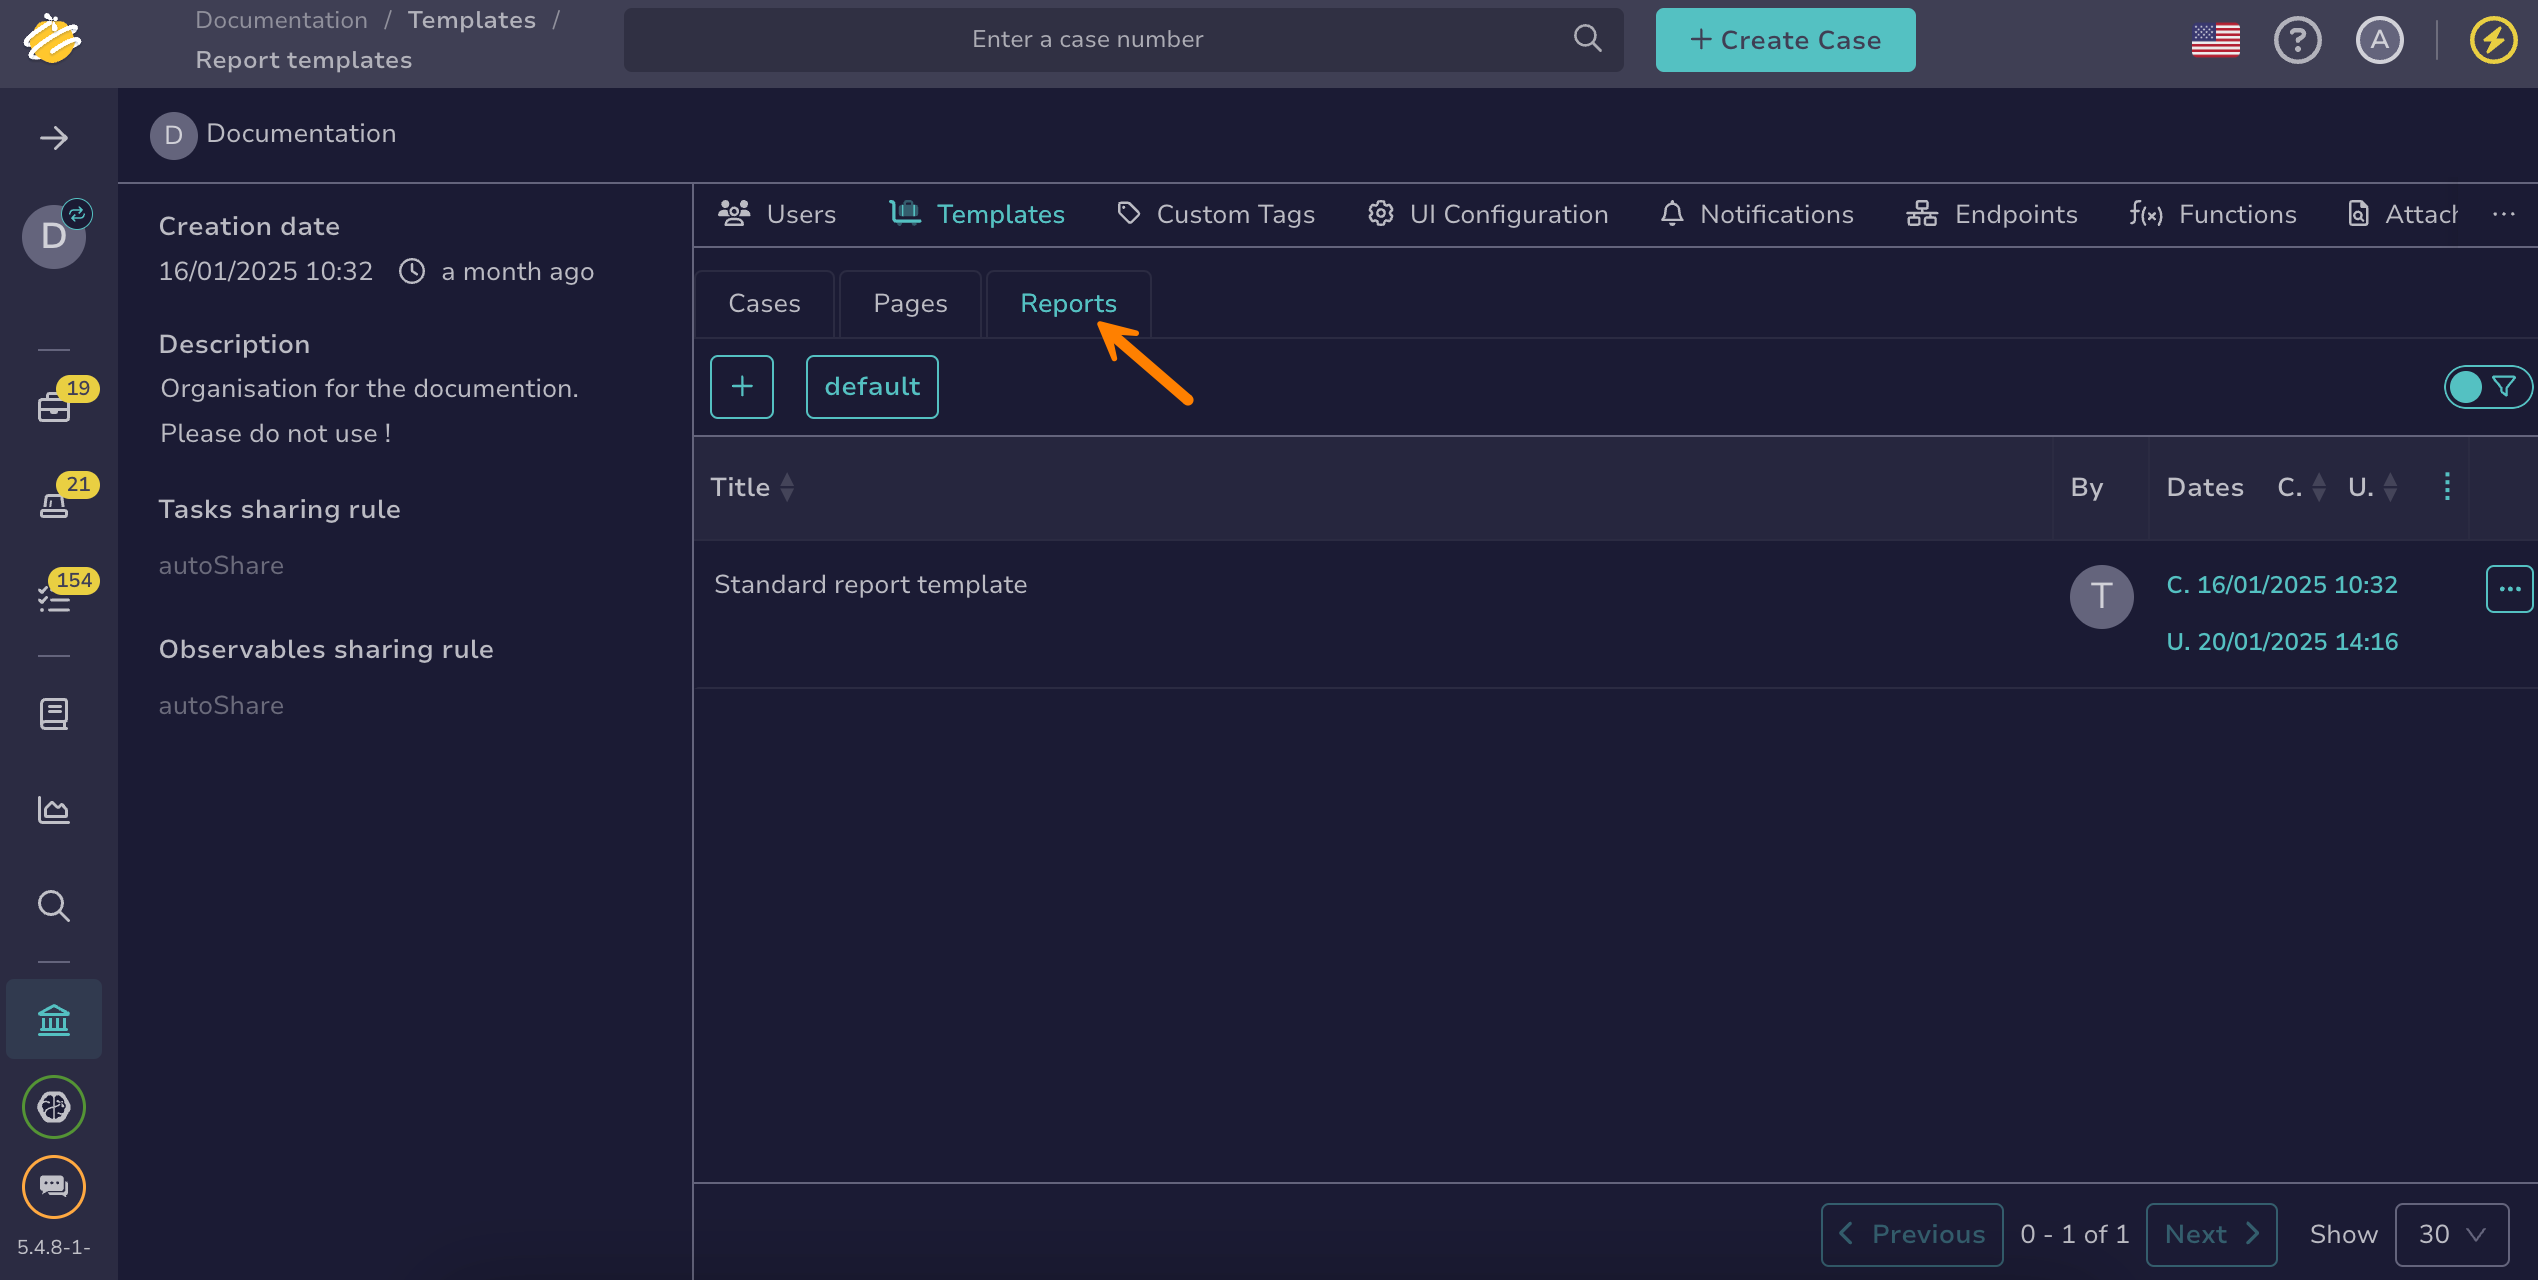 Documentation / Templates /
Report templates
Enter a case number
+ Create Case
?
A
D Documentation
D
19
21
154
5.4.8-1-
Creation date
16/01/2025 10:32 a month ago
Description
Organisation for the documention.
Please do not use !
Tasks sharing rule
autoShare
Observables sharing rule
autoShare
Users Templates Custom Tags UI Configuration Notifications Endpoints f(x) Functions Attach ...
Cases Pages Reports
+ default
Title By Dates C. U.
Standard report template T C. 16/01/2025 10:32 ...
U. 20/01/2025 14:16
< Previous 0 - 1 of 1 Next > Show 30